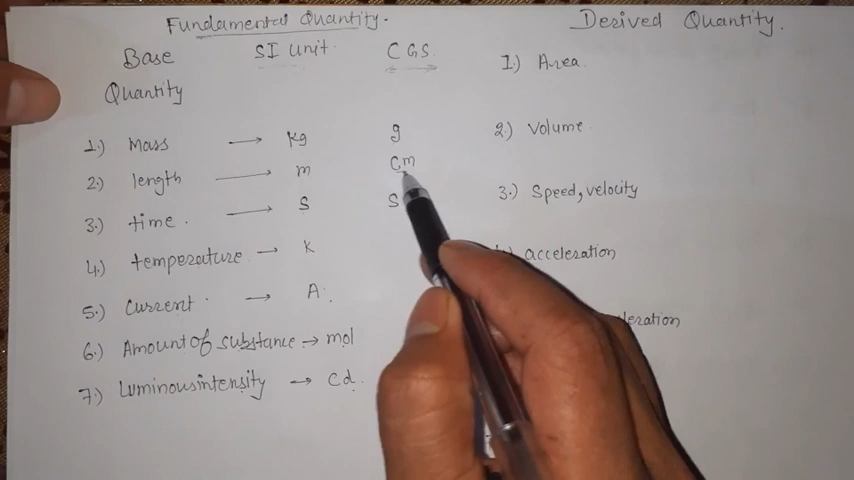 Fundamental Quantity.
Derived Quantity.
Base Quantity
SI Unit
CGS.
1.) Mass → Kg g
2.) length → m Cm
3.) time. → S S
4.) temperature → K
5.) Current → A.
6.) Amount of substance → mol
7.) Luminousintensity → Cd.
1.) Area.
2.) Volume.
3.) Speed, velocity
acceleration